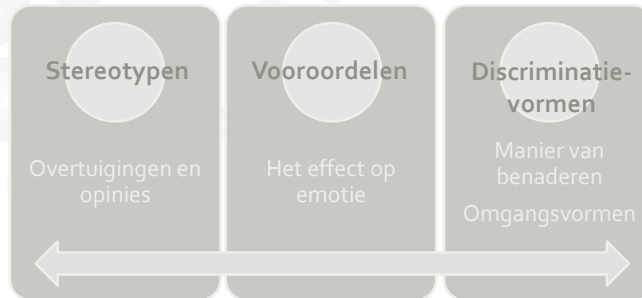 Stereotypen
Overtuigingen en
opinies
Vooroordelen
Het effect op
emotie
Discriminatie-
vormen
Manier van
benaderen
Omgangsvormen